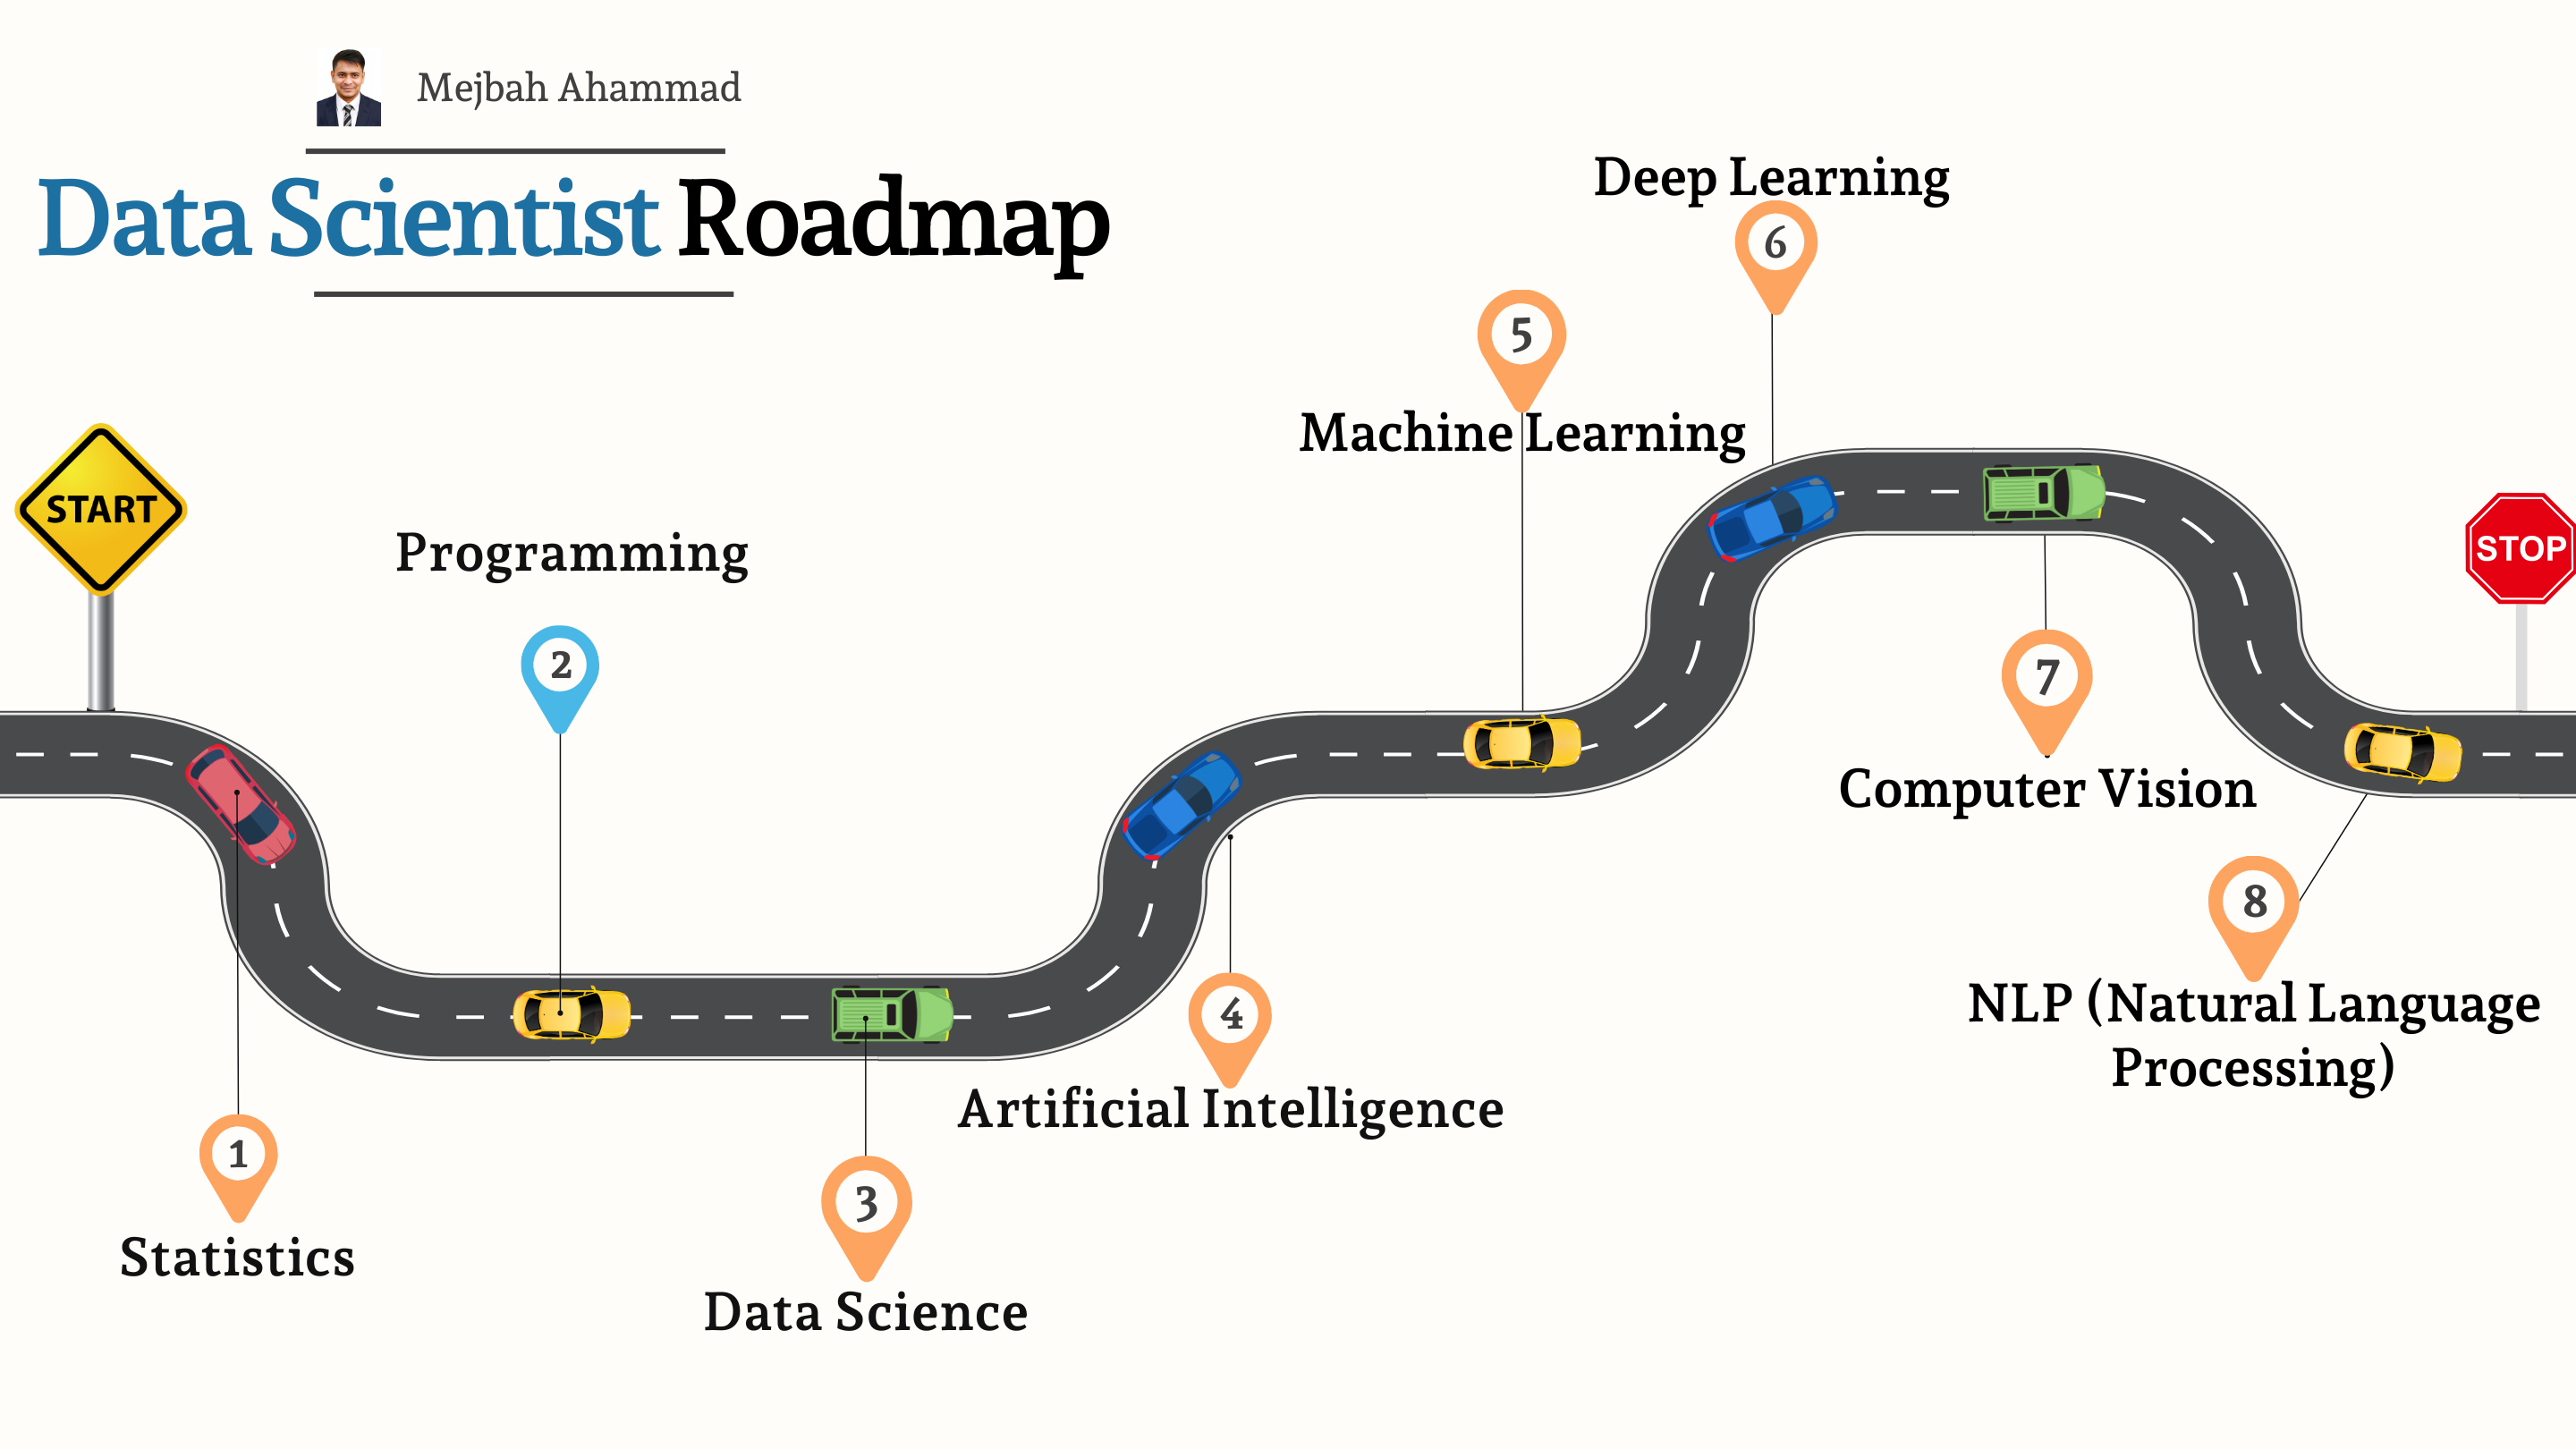 Mejbah Ahammad
Data Scientist Roadmap
START
1
Statistics
Programming
2
3
Data Science
4
Artificial Intelligence
5
Machine Learning
Deep Learning
6
7
Computer Vision
8
NLP (Natural Language
Processing)
STOP